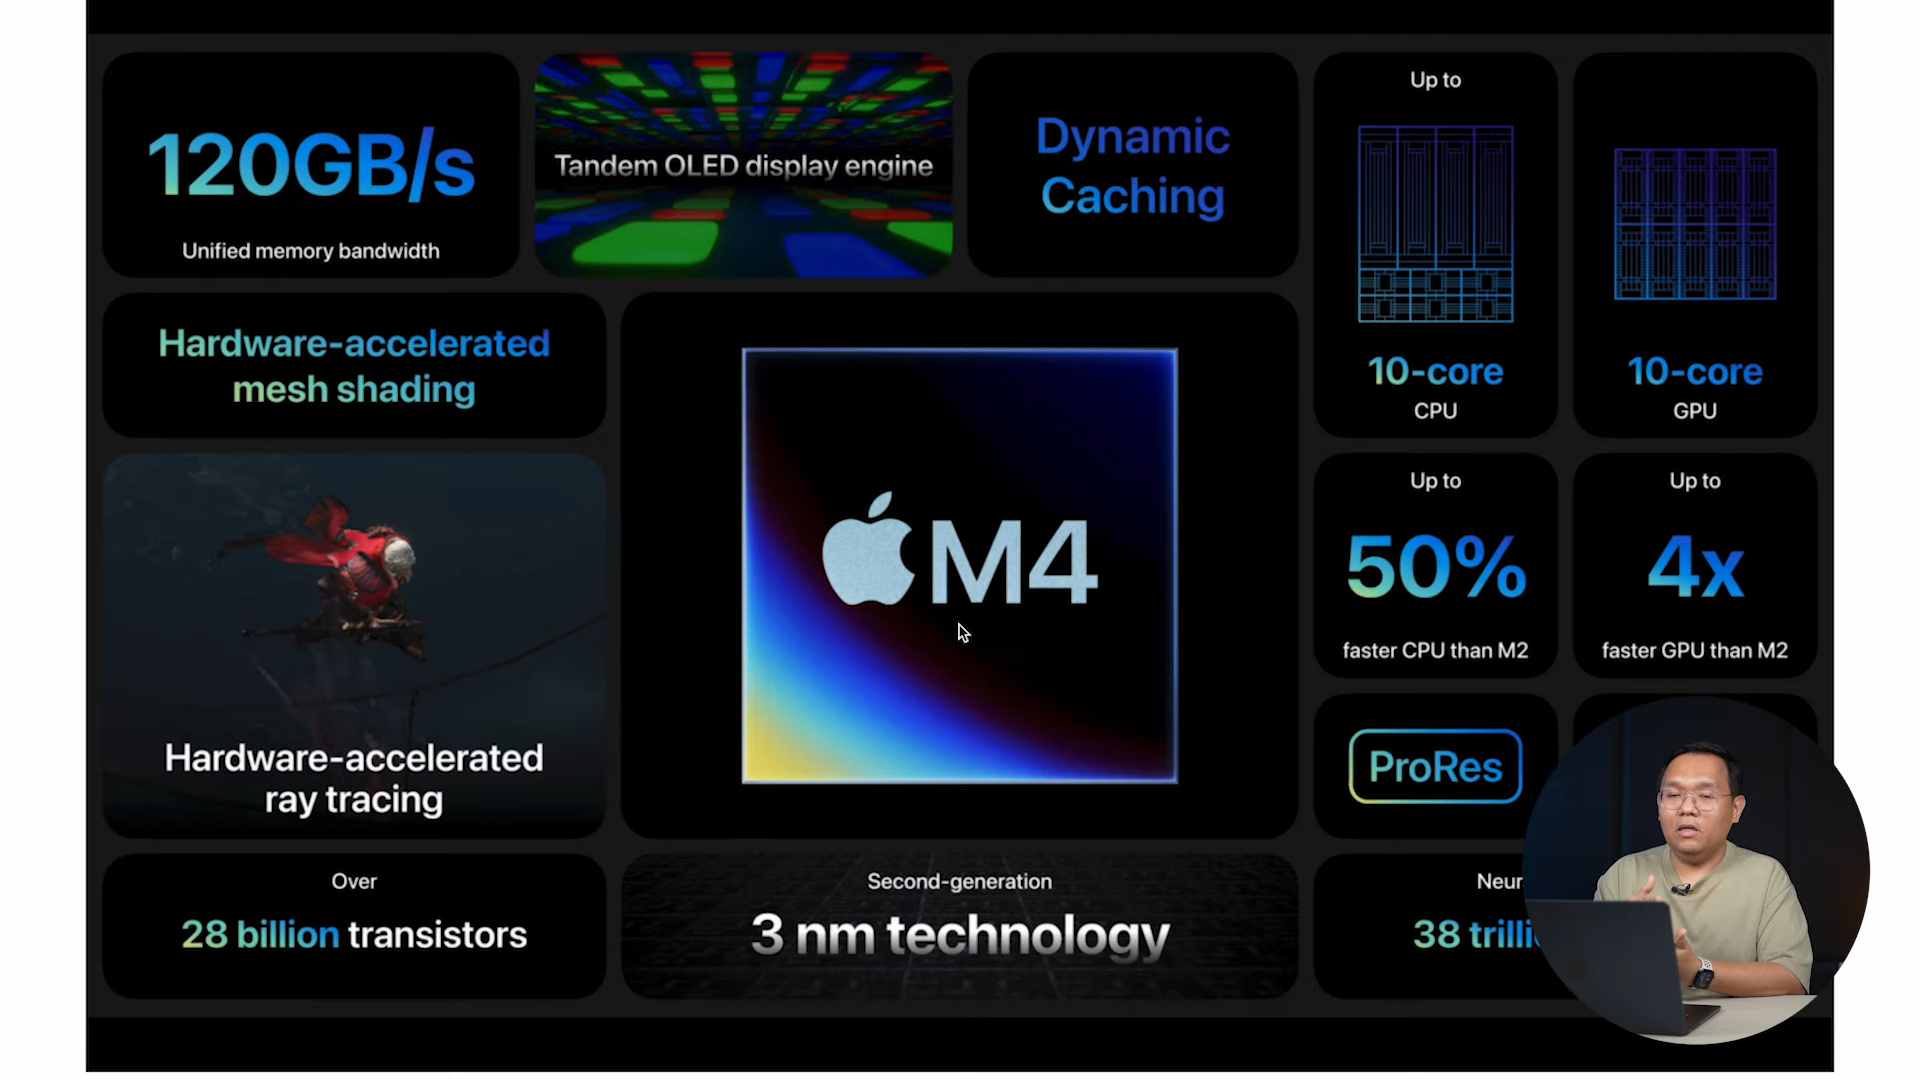 120GB/s
Unified memory bandwidth
Tandem OLED display engine
Dynamic
Caching
Up to
10-core
CPU
10-core
GPU
Hardware-accelerated
mesh shading
M4
Up to
50%
faster CPU than M2
Up to
4x
faster GPU than M2
Hardware-accelerated
ray tracing
ProRes
Over
28 billion transistors
Second-generation
3 nm technology
38